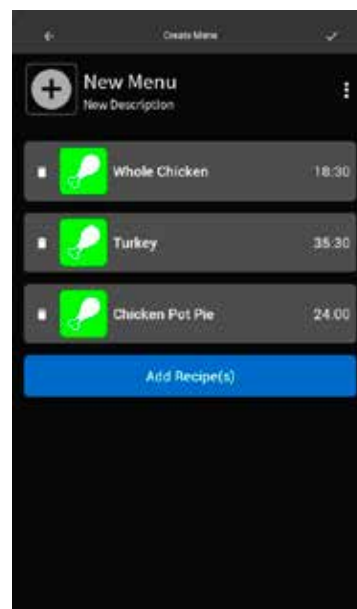 Create Menu
New Menu
New Description
Whole Chicken 18:30
Turkey 35:30
Chicken Pot Pie 24:00
Add Recipe(s)